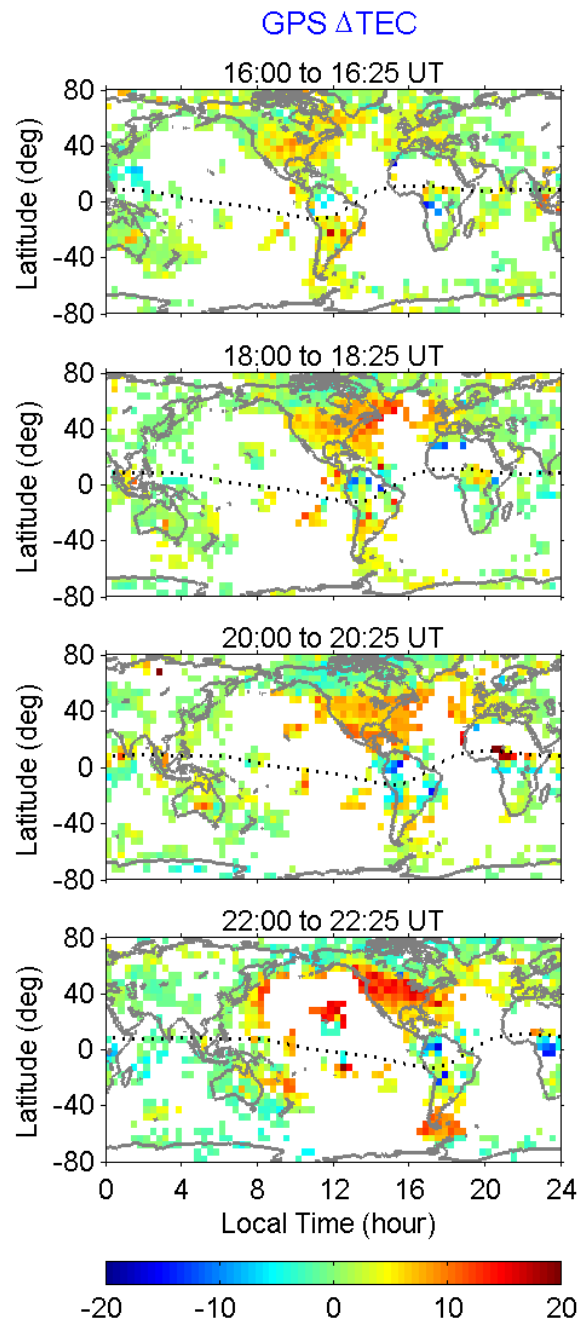 GPS ΔTEC
16:00 to 16:25 UT
80
40
0
-40
-80
Latitude (deg)
18:00 to 18:25 UT
80
40
0
-40
-80
Latitude (deg)
20:00 to 20:25 UT
80
40
0
-40
-80
Latitude (deg)
22:00 to 22:25 UT
80
40
0
-40
-80
Latitude (deg)
0 4 8 12 16 20 24
Local Time (hour)
-20 -10 0 10 20